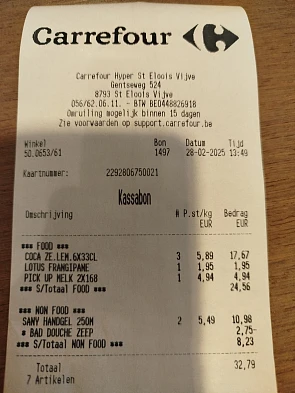 Carrefour
Carrefour Hyper St Eloois Vijve
Gentseweg 524
8793 St Eloois Vijve
056/62.06.11. - BTW BE0448826918
Omruiling mogelijk binnen 15 dagen
Zie voorwaarden op support.carrefour.be
Winkel Bon Datum Tijd
50.0653/61 1497 28-02-2025 13:49
Kaartnummer: 2292806750021
Kassabon
Omschrijving # P.st/kg Bedrag
EUR EUR
*** FOOD ***
COCA ZE.LEM.6X33CL 3 5,89 17,67
LOTUS FRANGIPANE 1 1,95 1,95
PICK UP MELK 2X168 1 4,94 4,94
*** S/Totaal FOOD *** 24,56
*** NON FOOD ***
SANY HANDGEL 250M 2 5,49 10,98
* BAD DOUCHE ZEEP 2,75-
*** S/Totaal NON FOOD *** 8,23
Totaal 32,79
7 Artikelen